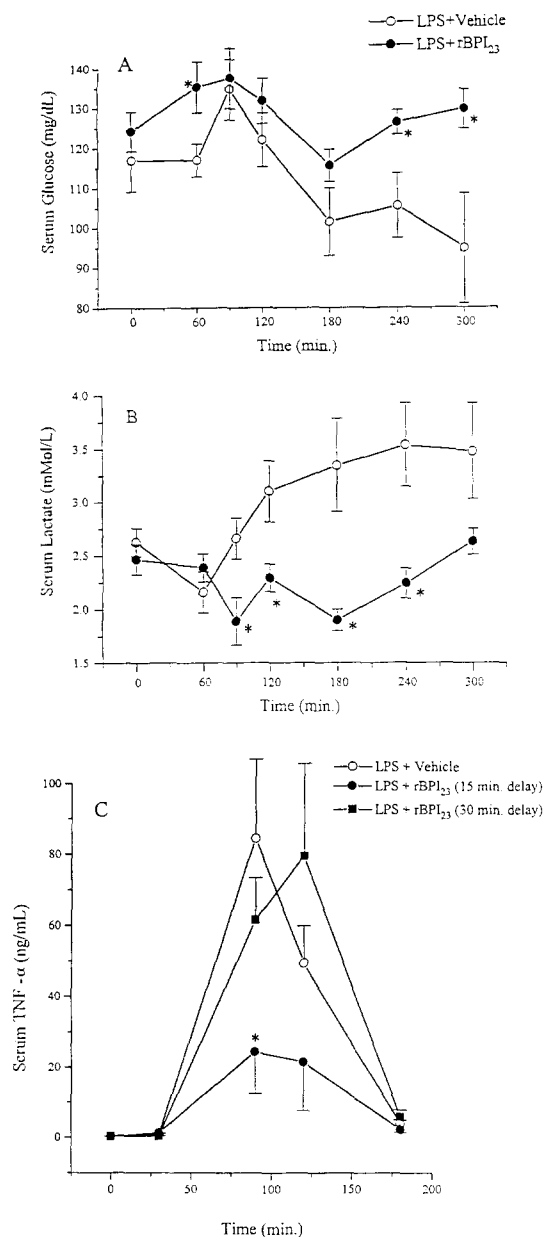 LPS+Vehicle
LPS+rBPI23
A
Serum Glucose (mg/dL)
140
130
120
110
100
90
80
*
*
*
0 60 120 180 240 300
Time (min.)
B
Serum Lactate (mMol/L)
4.0
3.5
3.0
2.5
2.0
1.5
*
*
*
*
0 60 120 180 240 300
Time (min.)
C
LPS + Vehicle
LPS + rBPI23 (15 min. delay)
LPS + rBPI23 (30 min. delay)
Serum TNF -α (ng/mL)
100
80
60
40
20
0
*
0 50 100 150 200
Time (min.)